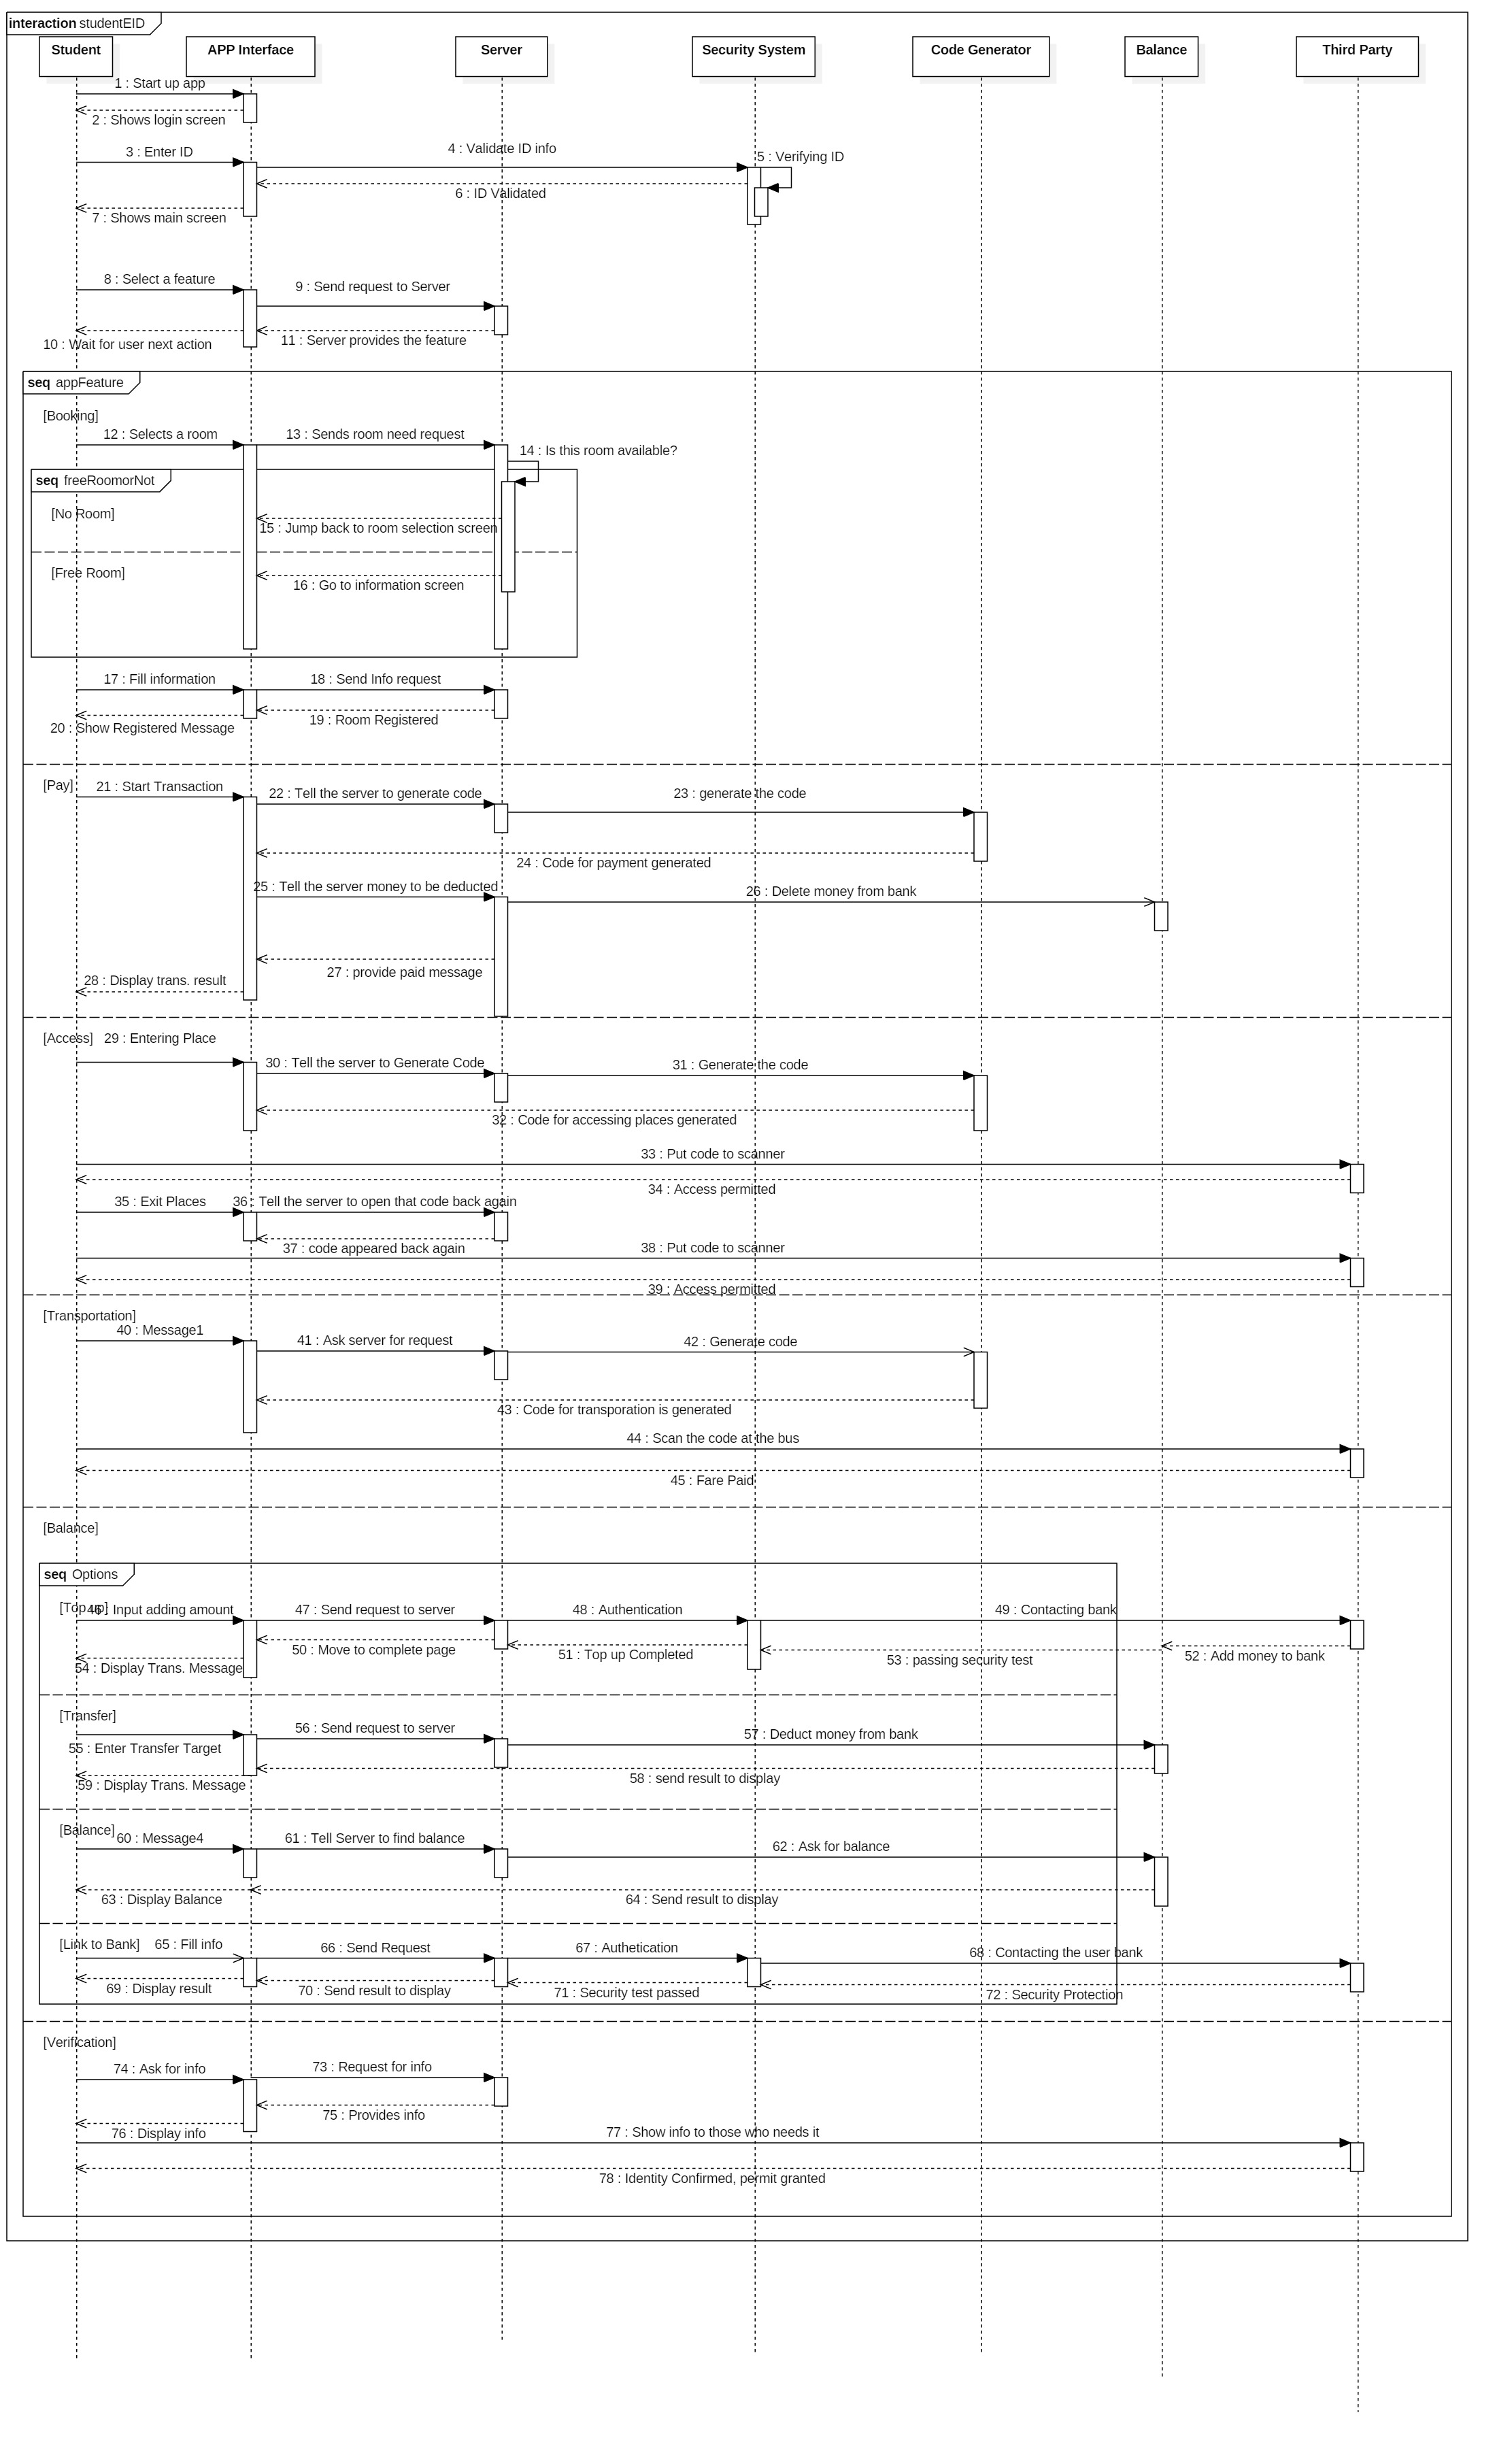 interaction studentEID
Student
APP Interface
Server
Security System
Code Generator
Balance
Third Party
1 : Start up app
2 : Shows login screen
3 : Enter ID
4 : Validate ID info
5 : Verifying ID
6 : ID Validated
7 : Shows main screen
8 : Select a feature
9 : Send request to Server
10 : Wait for user next action
11 : Server provides the feature
seq appFeature
[Booking]
12 : Selects a room
13 : Sends room need request
14 : Is this room available?
seq freeRoomorNot
[No Room]
15 : Jump back to room selection screen
[Free Room]
16 : Go to information screen
17 : Fill information
18 : Send Info request
19 : Room Registered
20 : Show Registered Message
[Pay]
21 : Start Transaction
22 : Tell the server to generate code
23 : generate the code
24 : Code for payment generated
25 : Tell the server money to be deducted
26 : Delete money from bank
27 : provide paid message
28 : Display trans. result
[Access]
29 : Entering Place
30 : Tell the server to Generate Code
31 : Generate the code
32 : Code for accessing places generated
33 : Put code to scanner
34 : Access permitted
35 : Exit Places
36 : Tell the server to open that code back again
37 : code appeared back again
38 : Put code to scanner
39 : Access permitted
[Transportation]
40 : Message1
41 : Ask server for request
42 : Generate code
43 : Code for transporation is generated
44 : Scan the code at the bus
45 : Fare Paid
[Balance]
seq Options
[Top up]
46 : Input adding amount
47 : Send request to server
48 : Authentication
49 : Contacting bank
50 : Move to complete page
51 : Top up Completed
52 : Add money to bank
53 : passing security test
54 : Display Trans. Message
[Transfer]
55 : Enter Transfer Target
56 : Send request to server
57 : Deduct money from bank
58 : send result to display
59 : Display Trans. Message
[Balance]
60 : Message4
61 : Tell Server to find balance
62 : Ask for balance
63 : Display Balance
64 : Send result to display
[Link to Bank]
65 : Fill info
66 : Send Request
67 : Authetication
68 : Contacting the user bank
69 : Display result
70 : Send result to display
71 : Security test passed
72 : Security Protection
[Verification]
74 : Ask for info
73 : Request for info
75 : Provides info
76 : Display info
77 : Show info to those who needs it
78 : Identity Confirmed, permit granted